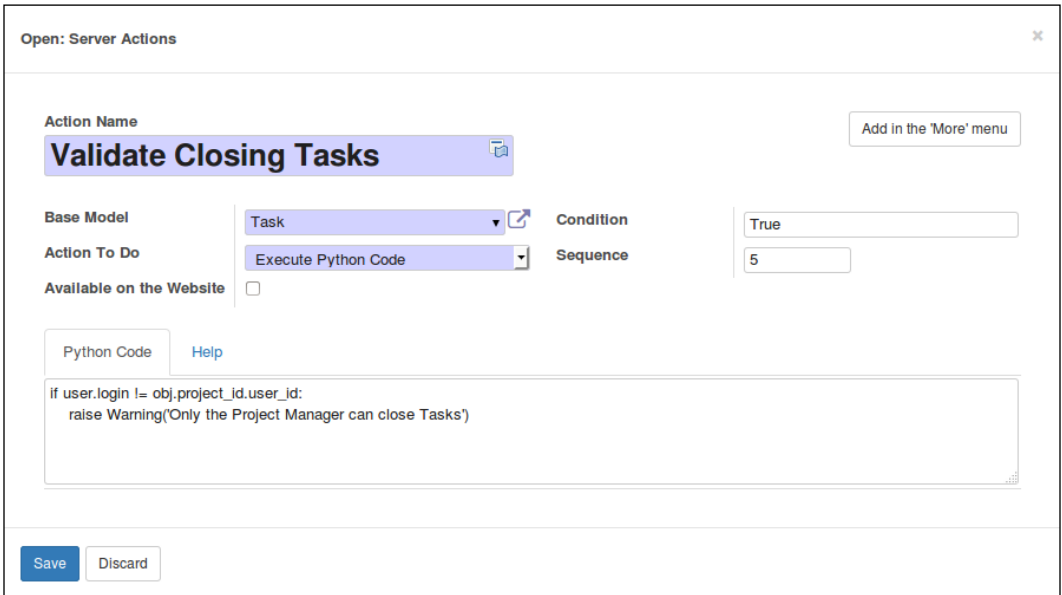 Open: Server Actions ×
Action Name
Add in the 'More' menu
Validate Closing Tasks
Base Model Task Condition True
Action To Do Execute Python Code Sequence 5
Available on the Website
Python Code Help
if user.login != obj.project_id.user_id:
    raise Warning('Only the Project Manager can close Tasks')
Save Discard